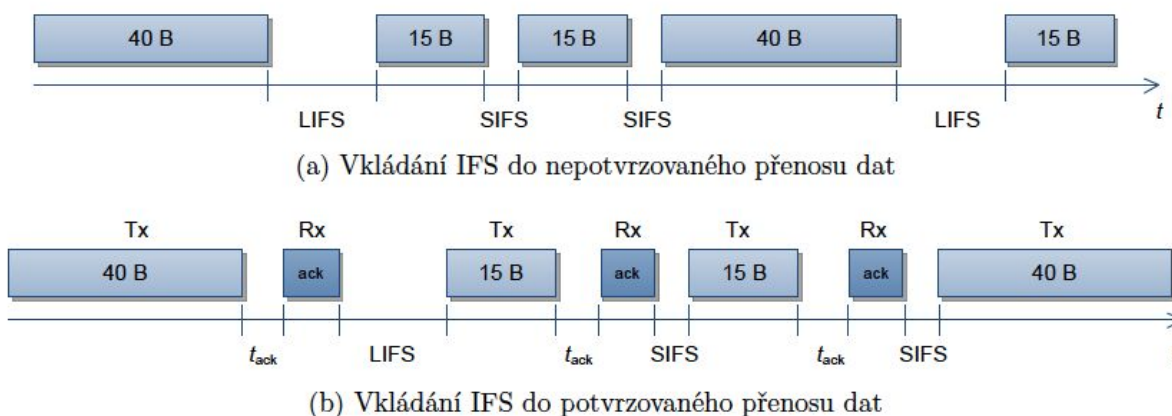 40 B 15 B 15 B 40 B 15 B
LIFS SIFS SIFS LIFS t
(a) Vkládání IFS do nepotvrzovaného přenosu dat
Tx Rx Tx Rx Tx Rx Tx
40 B ack 15 B ack 15 B ack 40 B
tack LIFS tack SIFS tack SIFS
(b) Vkládání IFS do potvrzovaného přenosu dat